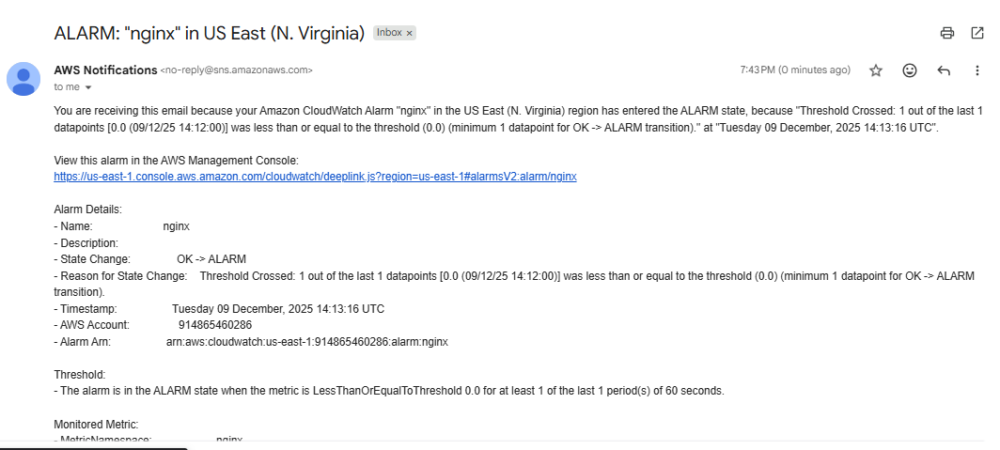 ALARM: "nginx" in US East (N. Virginia) Inbox ×
AWS Notifications <no-reply@sns.amazonaws.com> 7:43 PM (0 minutes ago)
to me
You are receiving this email because your Amazon CloudWatch Alarm "nginx" in the US East (N. Virginia) region has entered the ALARM state, because "Threshold Crossed: 1 out of the last 1
datapoints [0.0 (09/12/25 14:12:00)] was less than or equal to the threshold (0.0) (minimum 1 datapoint for OK -> ALARM transition)." at "Tuesday 09 December, 2025 14:13:16 UTC".
View this alarm in the AWS Management Console:
https://us-east-1.console.aws.amazon.com/cloudwatch/deeplink.js?region=us-east-1#alarmsV2:alarm/nginx
Alarm Details:
- Name: nginx
- Description:
- State Change: OK -> ALARM
- Reason for State Change: Threshold Crossed: 1 out of the last 1 datapoints [0.0 (09/12/25 14:12:00)] was less than or equal to the threshold (0.0) (minimum 1 datapoint for OK -> ALARM
transition).
- Timestamp: Tuesday 09 December, 2025 14:13:16 UTC
- AWS Account: 914865460286
- Alarm Arn: arn:aws:cloudwatch:us-east-1:914865460286:alarm:nginx
Threshold:
- The alarm is in the ALARM state when the metric is LessThanOrEqualToThreshold 0.0 for at least 1 of the last 1 period(s) of 60 seconds.
Monitored Metric:
- MetricNamespace: nginx